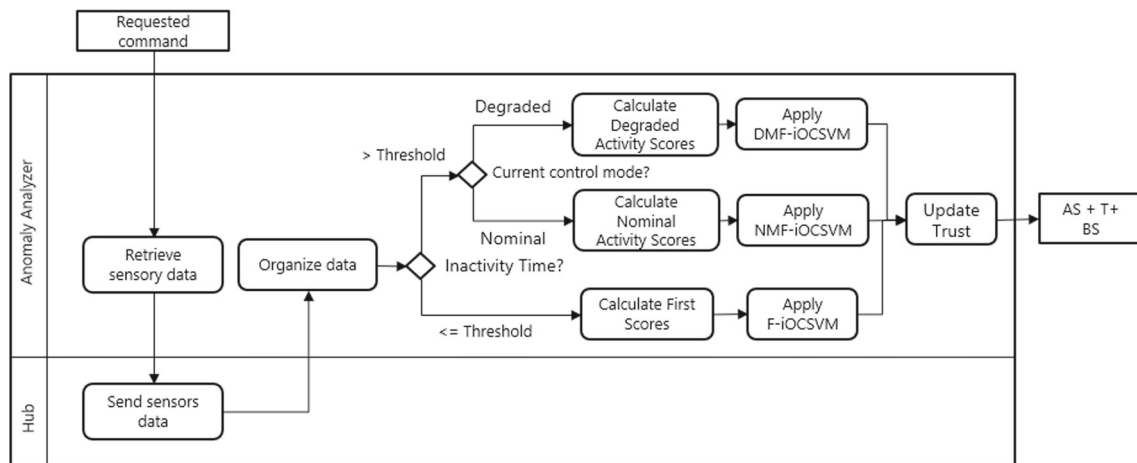 Requested
command
Anomaly Analyzer
Retrieve
sensory data
Organize data
Inactivity Time?
> Threshold
<= Threshold
Current control mode?
Degraded
Nominal
Calculate
Degraded
Activity Scores
Apply
DMF-iOCSVM
Calculate
Nominal
Activity Scores
Apply
NMF-iOCSVM
Calculate First
Scores
Apply
F-iOCSVM
Update
Trust
AS + T+
BS
Hub
Send sensors
data